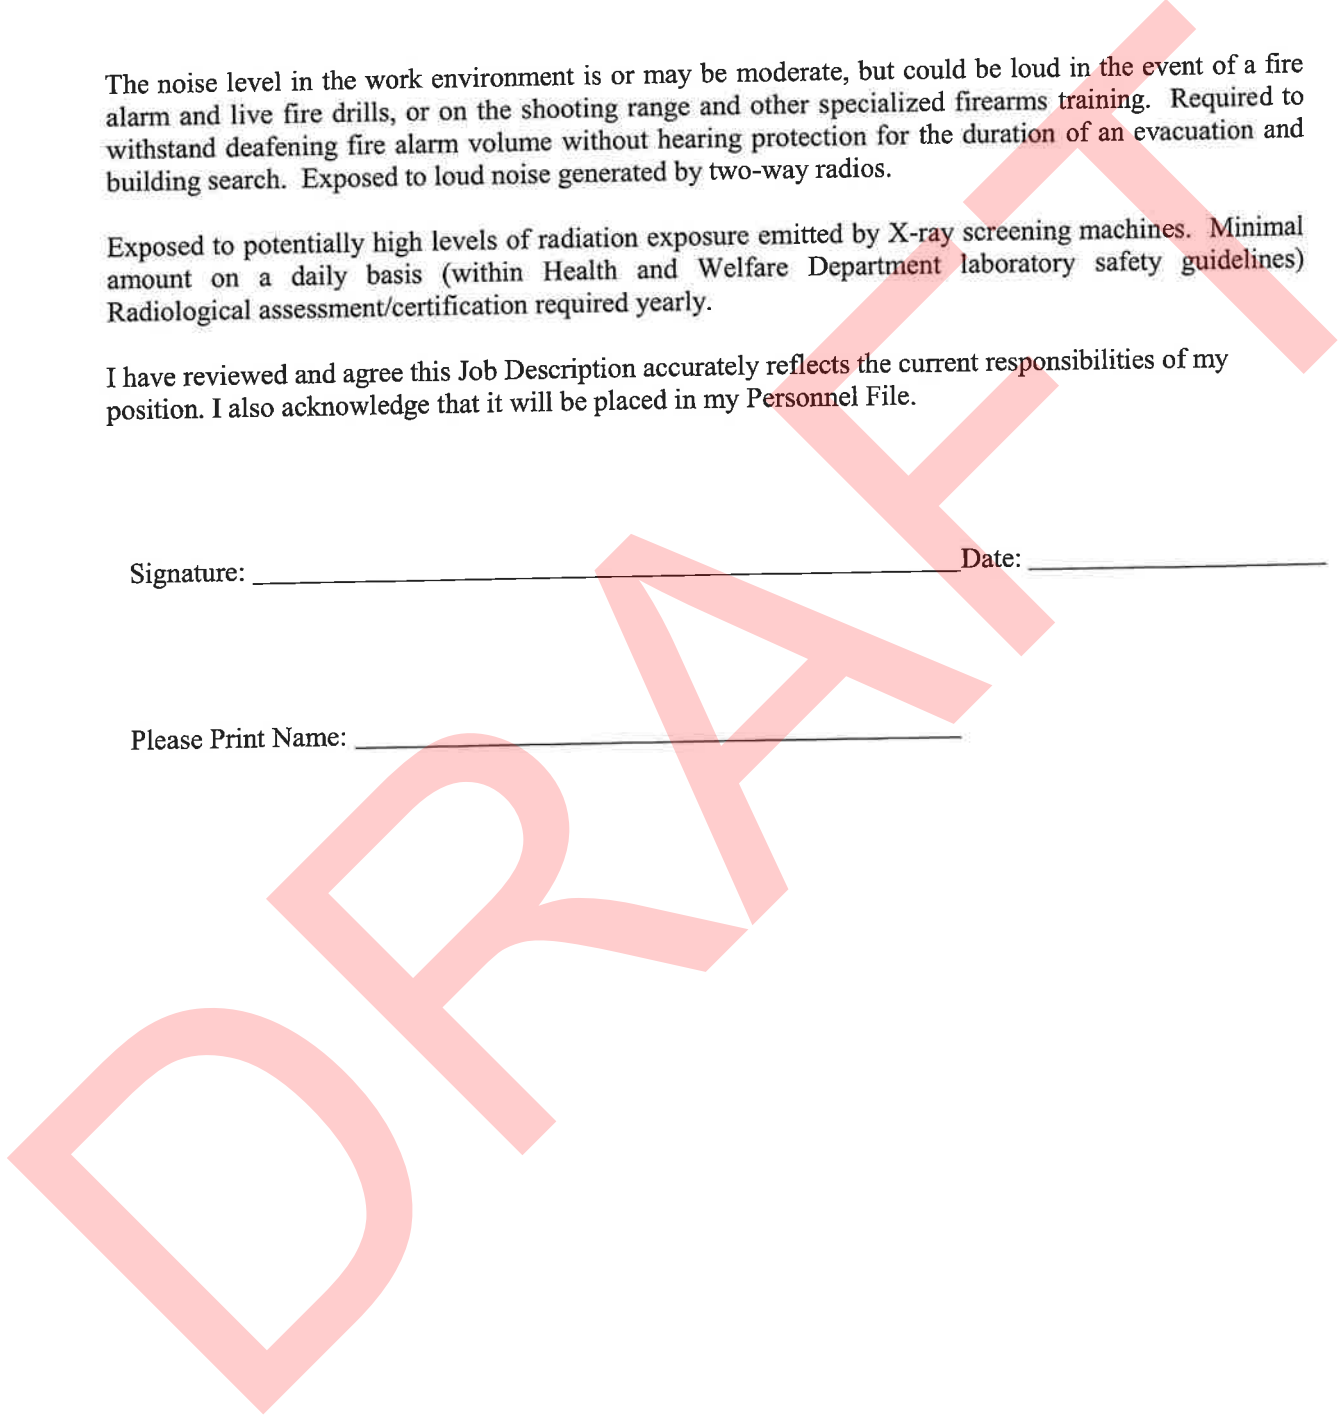 The noise level in the work environment is or may be moderate, but could be loud in the event of a fire
alarm and live fire drills, or on the shooting range and other specialized firearms training. Required to
withstand deafening fire alarm volume without hearing protection for the duration of an evacuation and
building search. Exposed to loud noise generated by two-way radios.
Exposed to potentially high levels of radiation exposure emitted by X-ray screening machines. Minimal
amount on a daily basis (within Health and Welfare Department laboratory safety guidelines)
Radiological assessment/certification required yearly.
I have reviewed and agree this Job Description accurately reflects the current responsibilities of my
position. I also acknowledge that it will be placed in my Personnel File.
Signature: ______ Date: ______
Please Print Name: ______
DRAFT